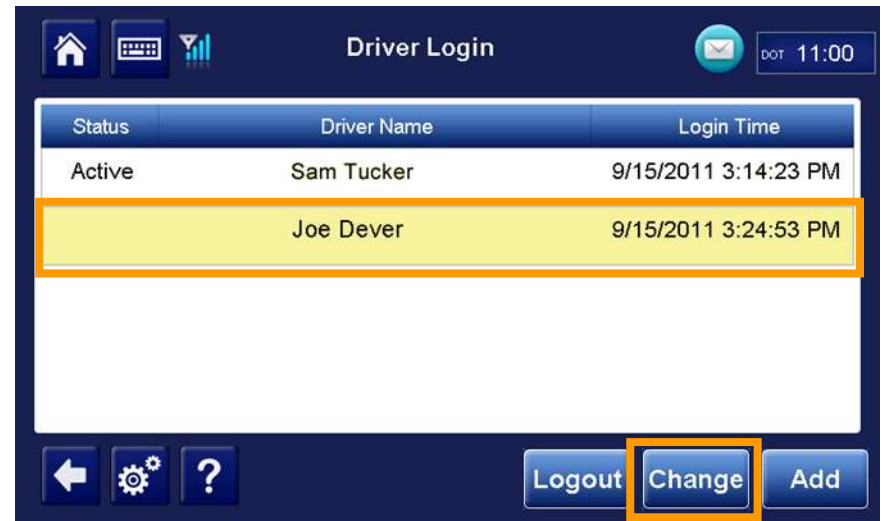 Driver Login
DOT 11:00
Status Driver Name Login Time
Active Sam Tucker 9/15/2011 3:14:23 PM
Joe Dever 9/15/2011 3:24:53 PM
? Logout Change Add